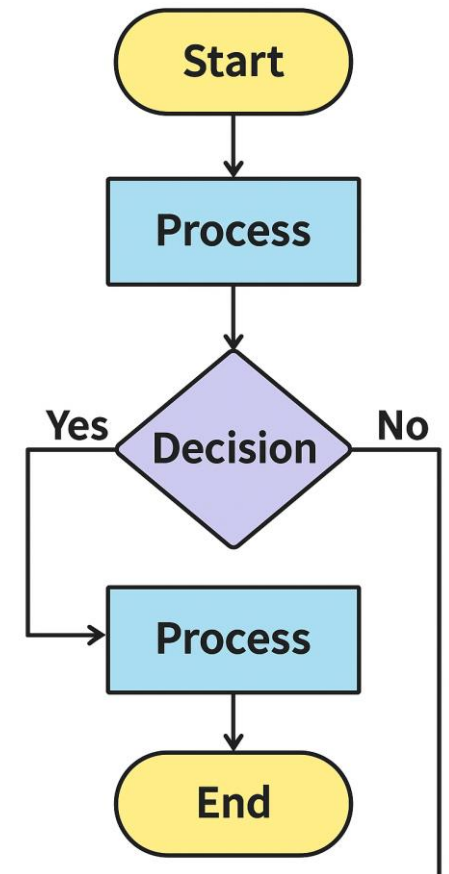 Start
Process
Yes
Decision
No
Process
End